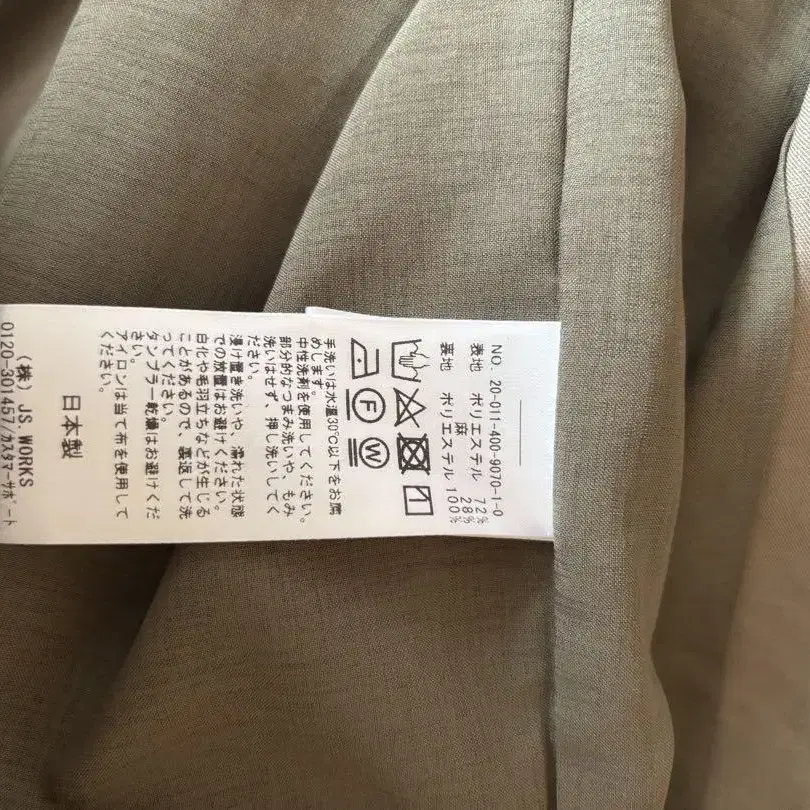 NO. 20-011-400-9070-1-0
表地 ポリエステル 72%
麻 28%
裏地 ポリエステル 100%
F W
手洗いは水温30℃以下をお薦
めします。
中性洗剤を使用してください。
部分的なつまみ洗いや、もみ
洗いはせず、押し洗いしてく
ださい。
浸け置き洗いや、濡れた状態
での放置はお避けください。
白化や毛羽立ちなどが生じる
ことがあるので、裏返して洗
ってください。
タンブラー乾燥はお避けくだ
さい。
アイロンは当て布を使用して
ください。
日本製
(株) JS. WORKS
0120-301457/カスタマーサポート